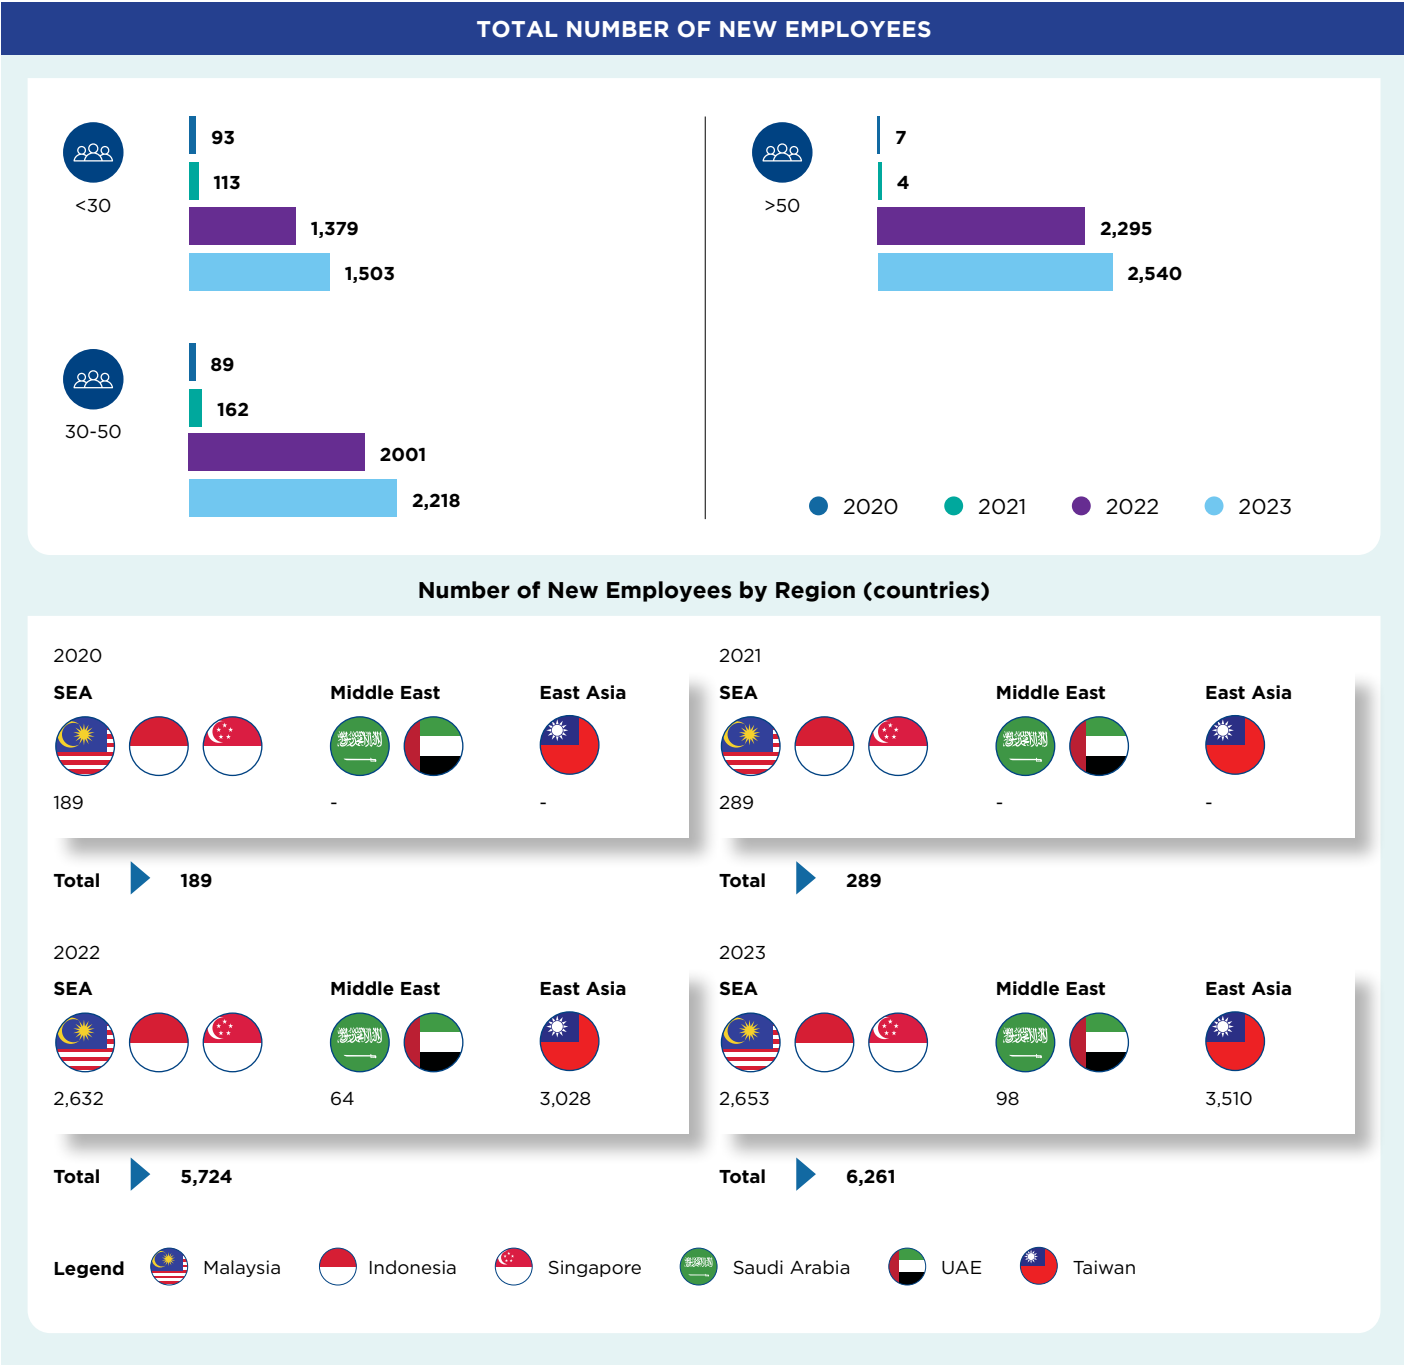 TOTAL NUMBER OF NEW EMPLOYEES
<30
93
113
1,379
1,503
>50
7
4
2,295
2,540
30-50
89
162
2001
2,218
2020 2021 2022 2023
Number of New Employees by Region (countries)
2020
SEA Middle East East Asia
189 - -
Total 189
2021
SEA Middle East East Asia
289 - -
Total 289
2022
SEA Middle East East Asia
2,632 64 3,028
Total 5,724
2023
SEA Middle East East Asia
2,653 98 3,510
Total 6,261
Legend Malaysia Indonesia Singapore Saudi Arabia UAE Taiwan